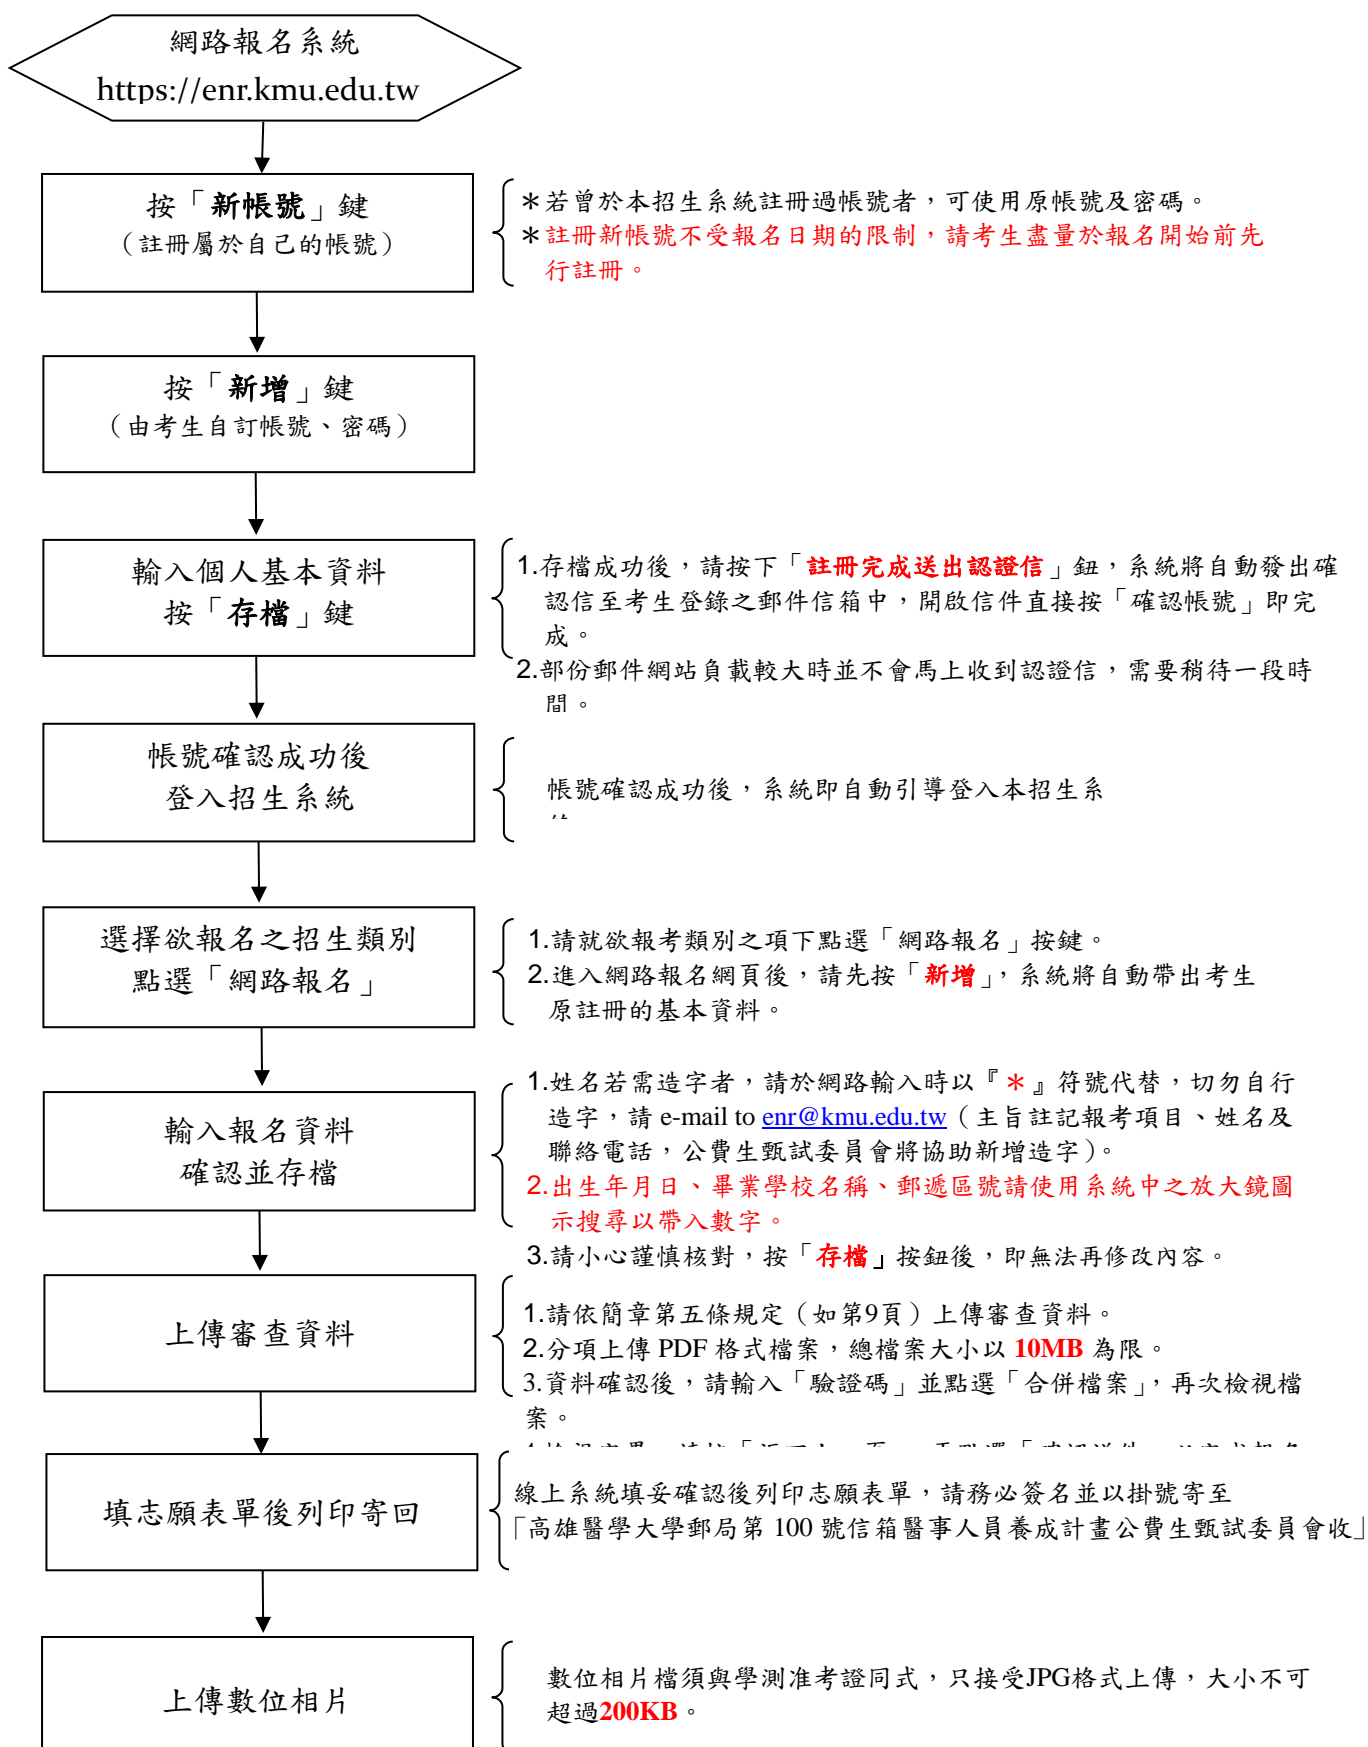 網路報名系統
https://enr.kmu.edu.tw
按「新帳號」鍵
（註冊屬於自己的帳號）
＊若曾於本招生系統註冊過帳號者，可使用原帳號及密碼。
＊註冊新帳號不受報名日期的限制，請考生盡量於報名開始前先
行註冊。
按「新增」鍵
（由考生自訂帳號、密碼）
輸入個人基本資料
按「存檔」鍵
1.存檔成功後，請按下「註冊完成送出認證信」鈕，系統將自動發出確
認信至考生登錄之郵件信箱中，開啟信件直接按「確認帳號」即完
成。
2.部份郵件網站負載較大時並不會馬上收到認證信，需要稍待一段時
間。
帳號確認成功後
登入招生系統
帳號確認成功後，系統即自動引導登入本招生系
選擇欲報名之招生類別
點選「網路報名」
1.請就欲報考類別之項下點選「網路報名」按鍵。
2.進入網路報名網頁後，請先按「新增」，系統將自動帶出考生
原註冊的基本資料。
輸入報名資料
確認並存檔
1.姓名若需造字者，請於網路輸入時以『＊』符號代替，切勿自行
造字，請 e-mail to enr@kmu.edu.tw（主旨註記報考項目、姓名及
聯絡電話，公費生甄試委員會將協助新增造字）。
2.出生年月日、畢業學校名稱、郵遞區號請使用系統中之放大鏡圖
示搜尋以帶入數字。
3.請小心謹慎核對，按「存檔」按鈕後，即無法再修改內容。
上傳審查資料
1.請依簡章第五條規定（如第9頁）上傳審查資料。
2.分項上傳 PDF 格式檔案，總檔案大小以 10MB 為限。
3.資料確認後，請輸入「驗證碼」並點選「合併檔案」，再次檢視檔
案。
填志願表單後列印寄回
線上系統填妥確認後列印志願表單，請務必簽名並以掛號寄至
「高雄醫學大學郵局第 100 號信箱醫事人員養成計畫公費生甄試委員會收」
上傳數位相片
數位相片檔須與學測准考證同式，只接受JPG格式上傳，大小不可
超過200KB。